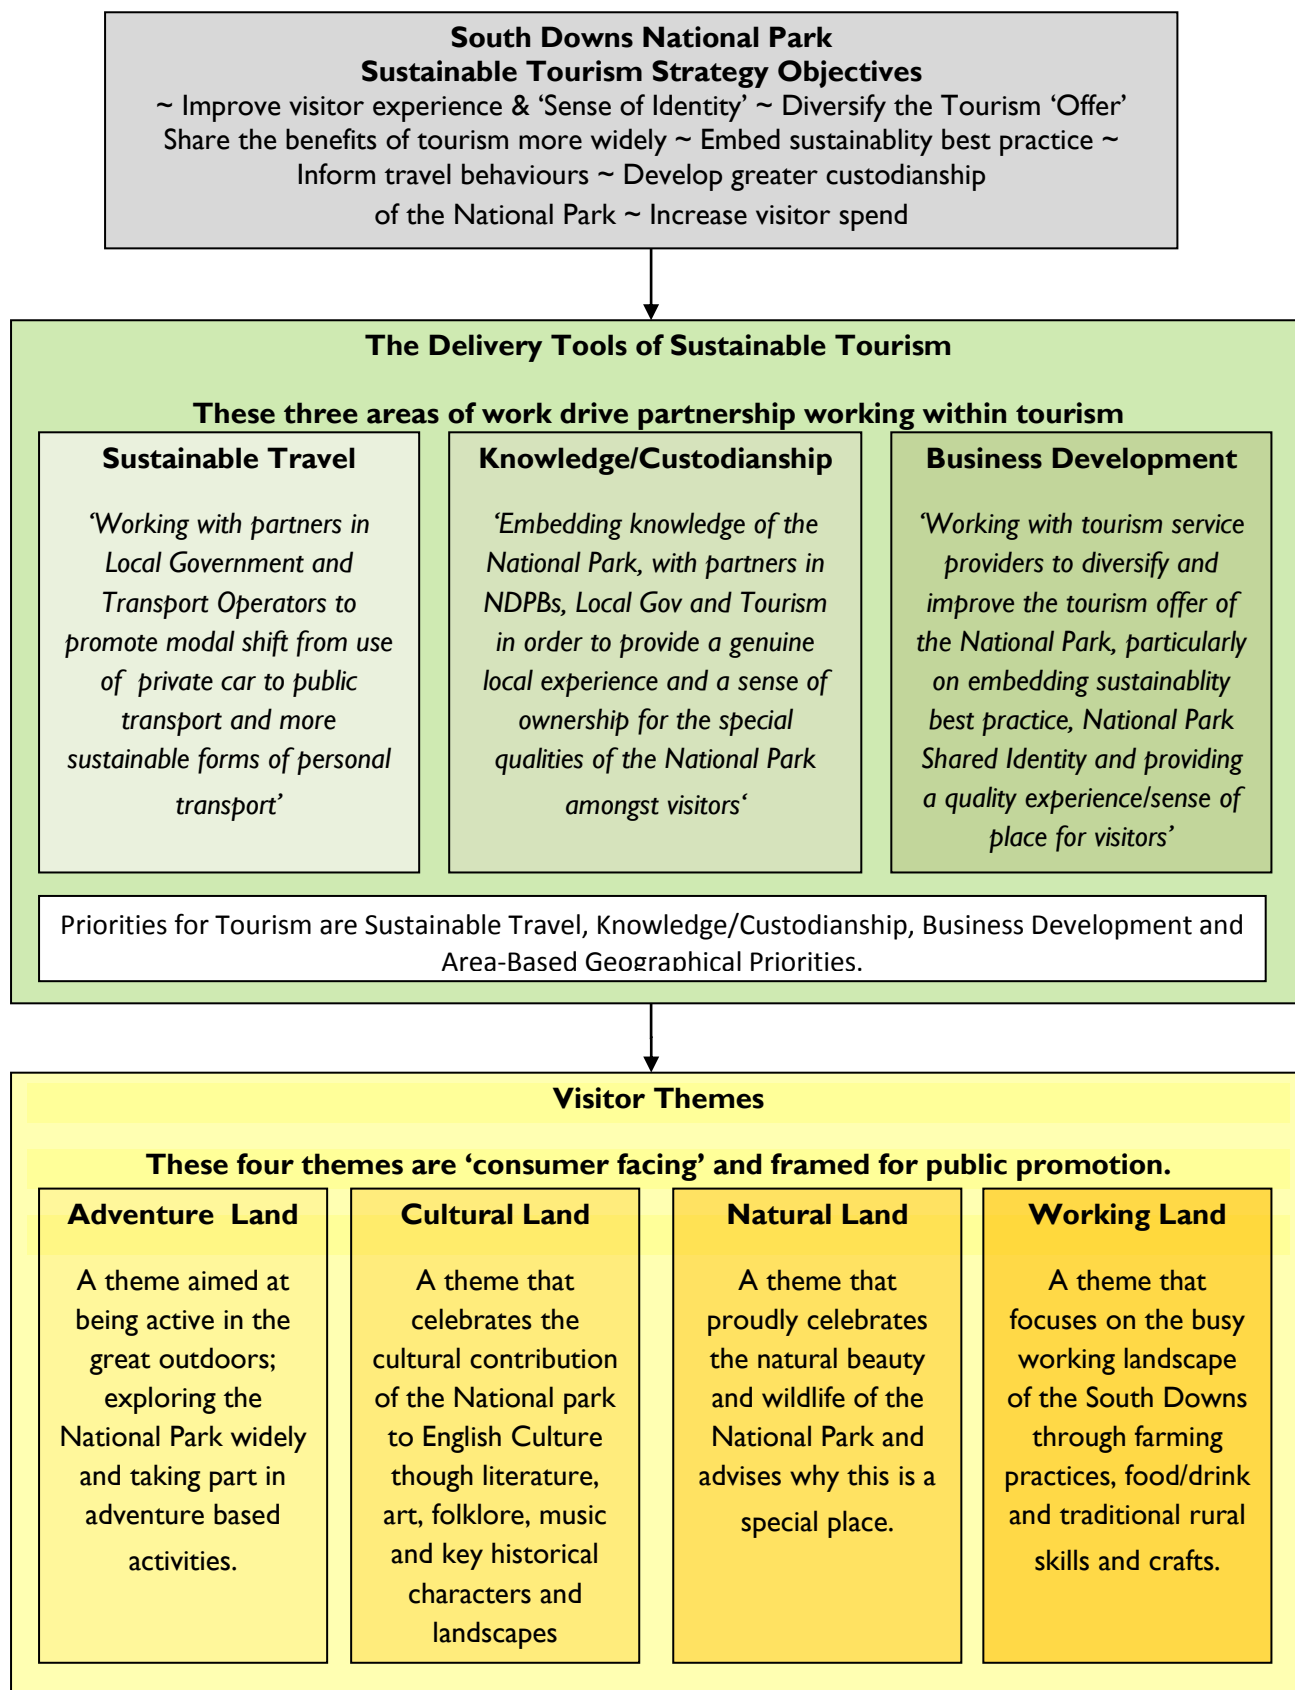 South Downs National Park
Sustainable Tourism Strategy Objectives
~ Improve visitor experience & ‘Sense of Identity’ ~ Diversify the Tourism ‘Offer’
Share the benefits of tourism more widely ~ Embed sustainablity best practice ~
Inform travel behaviours ~ Develop greater custodianship
of the National Park ~ Increase visitor spend
The Delivery Tools of Sustainable Tourism
These three areas of work drive partnership working within tourism
Sustainable Travel
‘Working with partners in
Local Government and
Transport Operators to
promote modal shift from use
of private car to public
transport and more
sustainable forms of personal
transport’
Knowledge/Custodianship
‘Embedding knowledge of the
National Park, with partners in
NDPBs, Local Gov and Tourism
in order to provide a genuine
local experience and a sense of
ownership for the special
qualities of the National Park
amongst visitors‘
Business Development
‘Working with tourism service
providers to diversify and
improve the tourism offer of
the National Park, particularly
on embedding sustainablity
best practice, National Park
Shared Identity and providing
a quality experience/sense of
place for visitors’
Priorities for Tourism are Sustainable Travel, Knowledge/Custodianship, Business Development and
Area-Based Geographical Priorities.
Visitor Themes
These four themes are ‘consumer facing’ and framed for public promotion.
Adventure Land
A theme aimed at
being active in the
great outdoors;
exploring the
National Park widely
and taking part in
adventure based
activities.
Cultural Land
A theme that
celebrates the
cultural contribution
of the National park
to English Culture
though literature,
art, folklore, music
and key historical
characters and
landscapes
Natural Land
A theme that
proudly celebrates
the natural beauty
and wildlife of the
National Park and
advises why this is a
special place.
Working Land
A theme that
focuses on the busy
working landscape
of the South Downs
through farming
practices, food/drink
and traditional rural
skills and crafts.